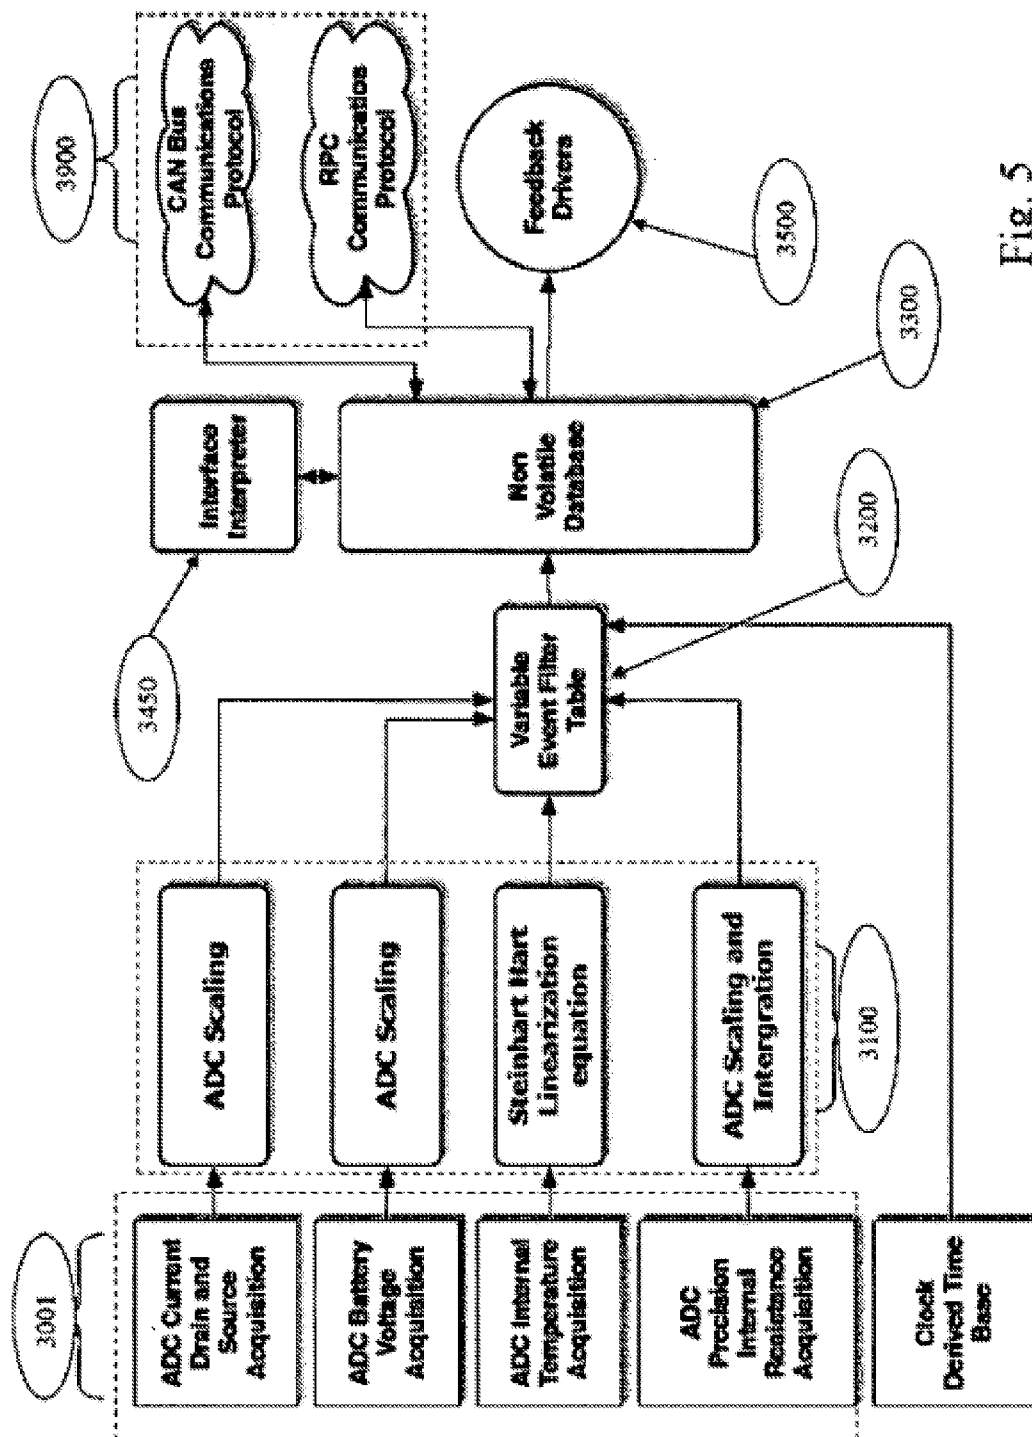 3001
ADC Current
Drain and
Source
Acquisition
ADC Battery
Voltage
Acquisition
ADC Internal
Temperature
Acquisition
ADC
Precision
Internal
Resistance
Acquisition
Clock
Derived Time
Base
ADC Scaling
ADC Scaling
Steinhart Hart
Linearization
equation
ADC Scaling and
Intergration
3100
3450
Variable
Event Filter
Table
3200
Interface
Interpreter
Non
Volatile
Database
3300
3900
CAN Bus
Communications
Protocol
RPC
Communicatios
Protocol
Feedback
Drivers
3500
Fig. 5